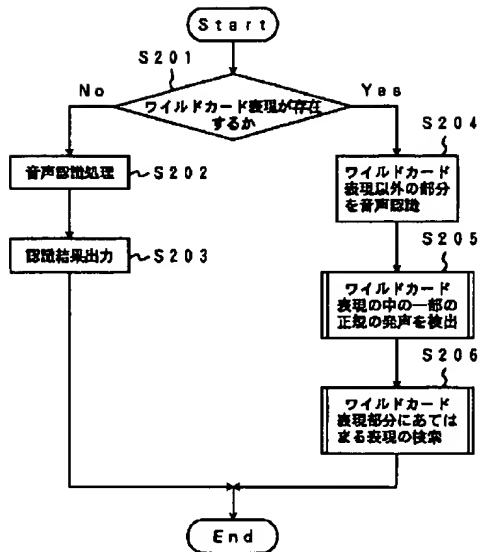 Start
S201
No
Yes
ワイルドカード表現が存在
するか
S204
音声認識処理
S202
ワイルドカード
表現以外の部分
を音声認識
S205
認識結果出力
S203
ワイルドカード
表現の中の一部の
正規の発声を検出
S206
ワイルドカード
表現部分にあては
まる表現の検索
End